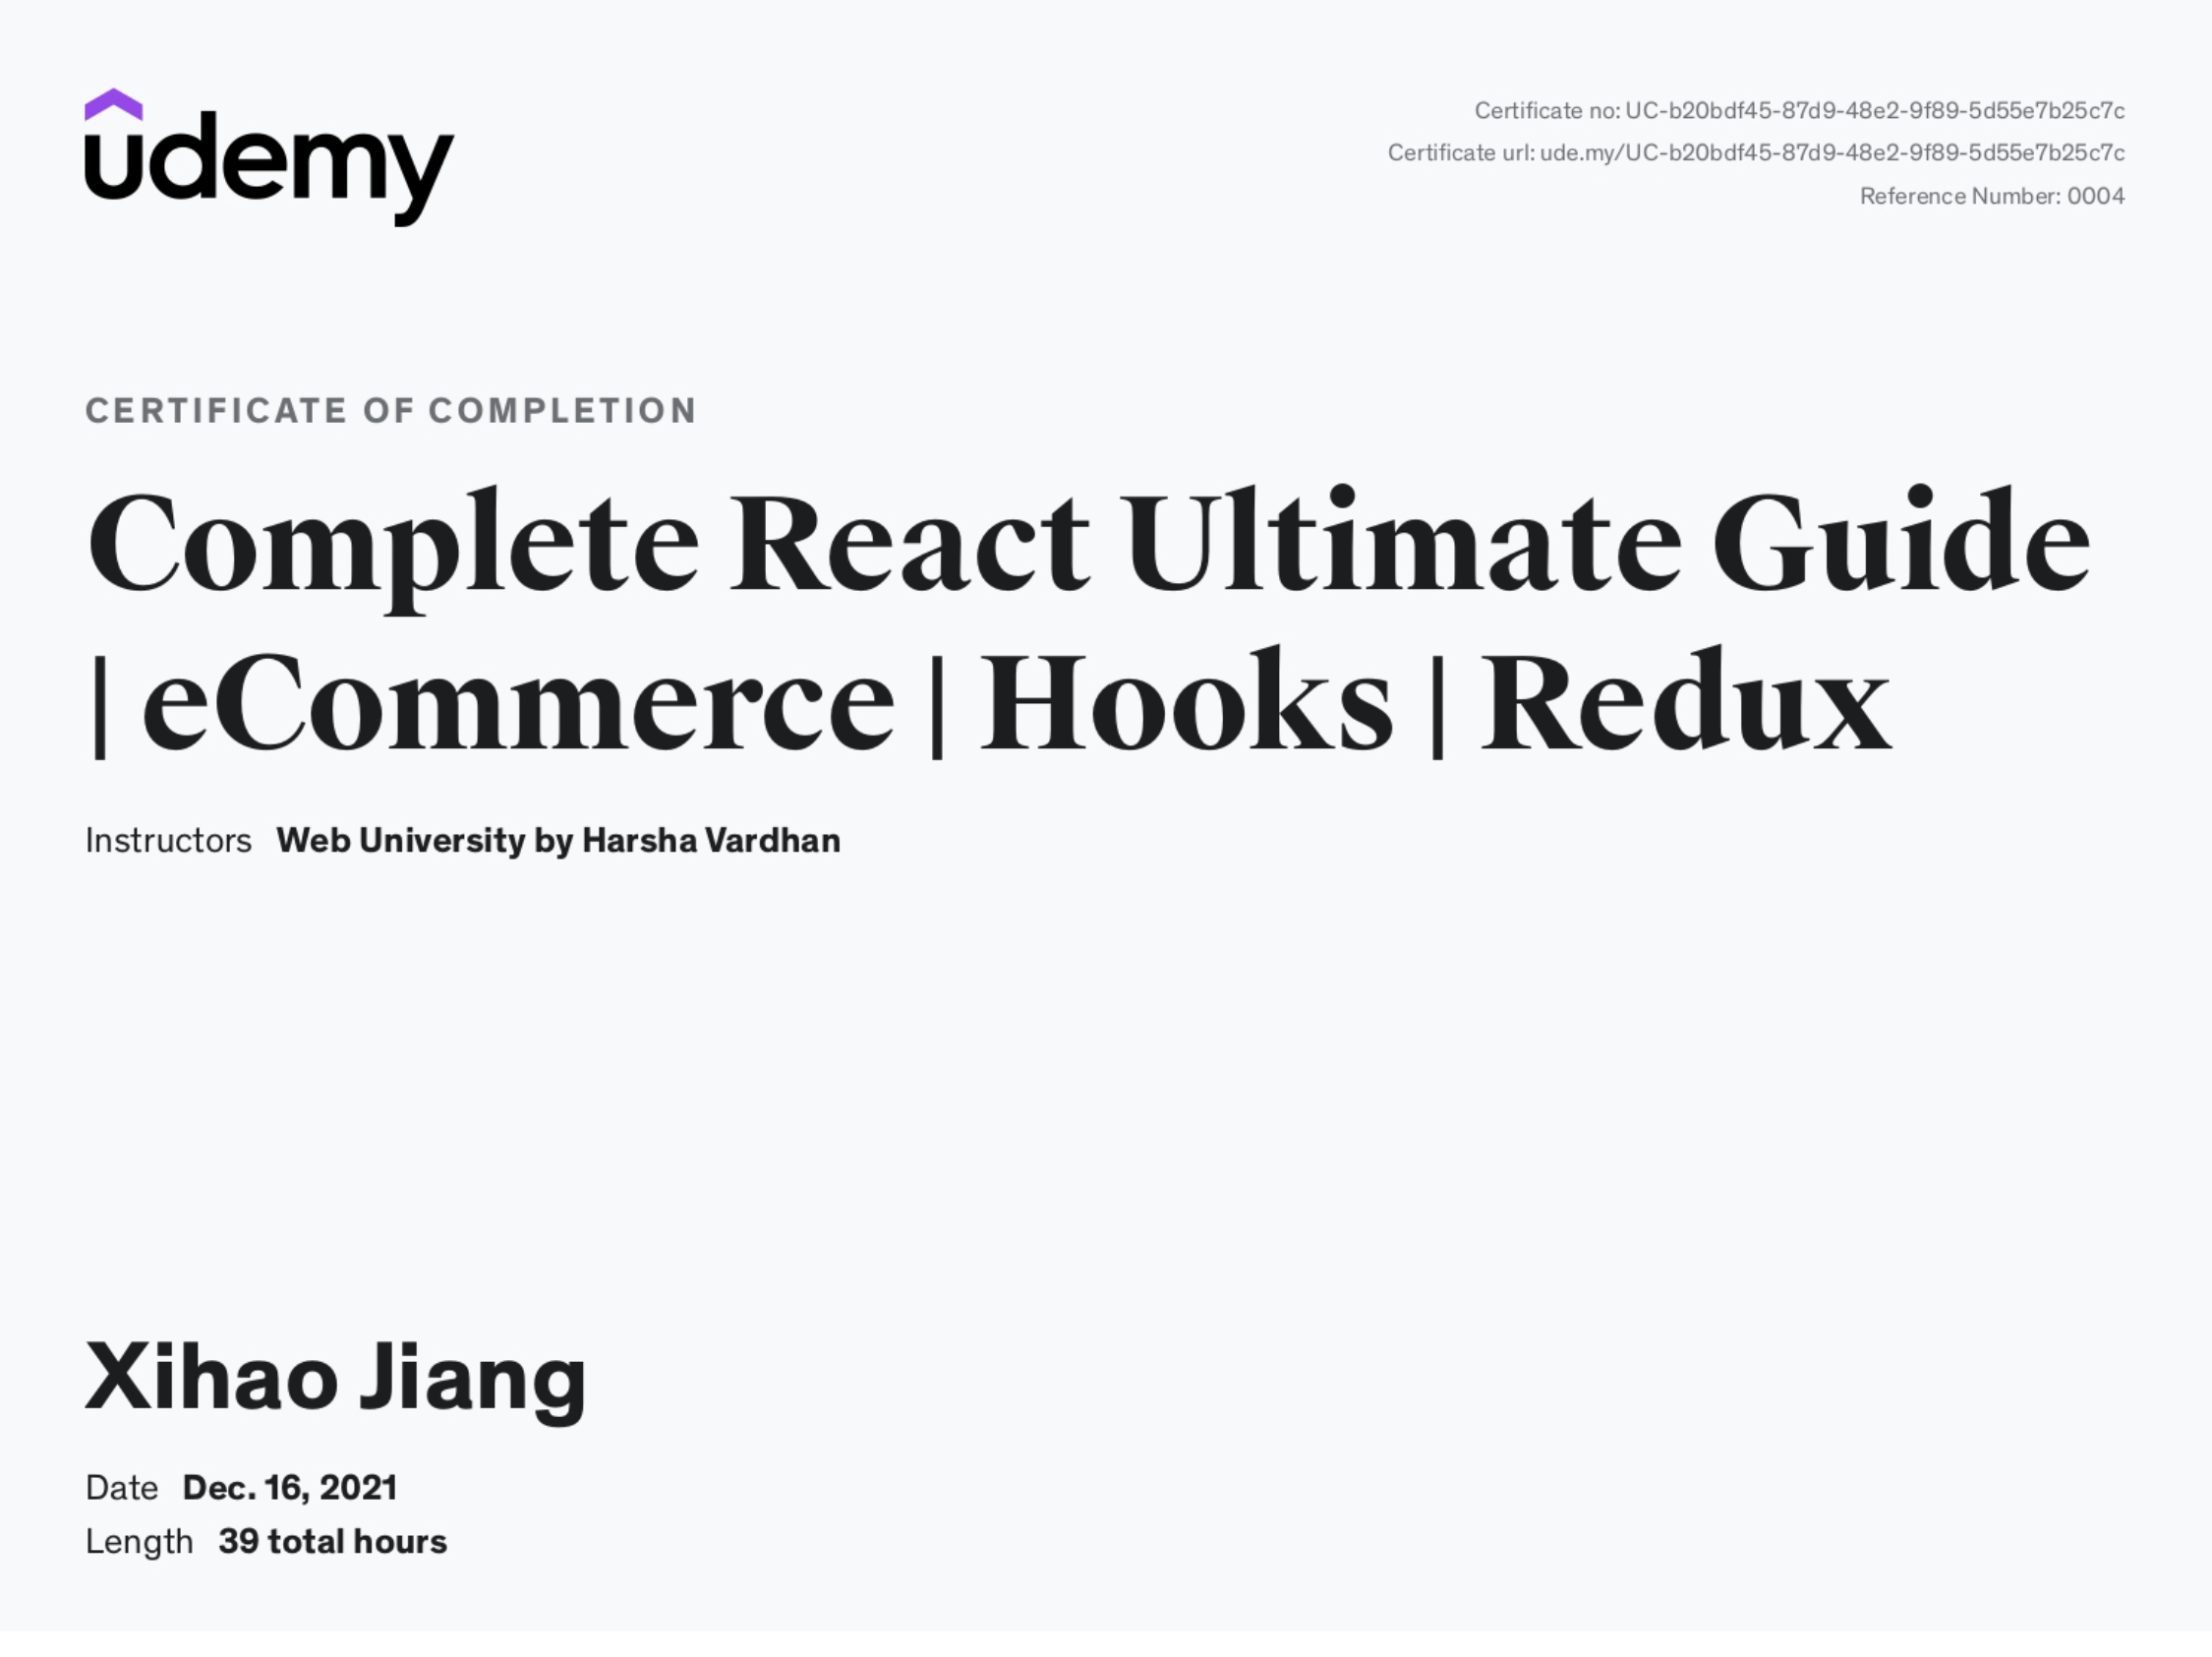 udemy
Certificate no: UC-b20bdf45-87d9-48e2-9f89-5d55e7b25c7c
Certificate url: ude.my/UC-b20bdf45-87d9-48e2-9f89-5d55e7b25c7c
Reference Number: 0004
CERTIFICATE OF COMPLETION
Complete React Ultimate Guide
| eCommerce | Hooks | Redux
Instructors Web University by Harsha Vardhan
Xihao Jiang
Date Dec. 16, 2021
Length 39 total hours